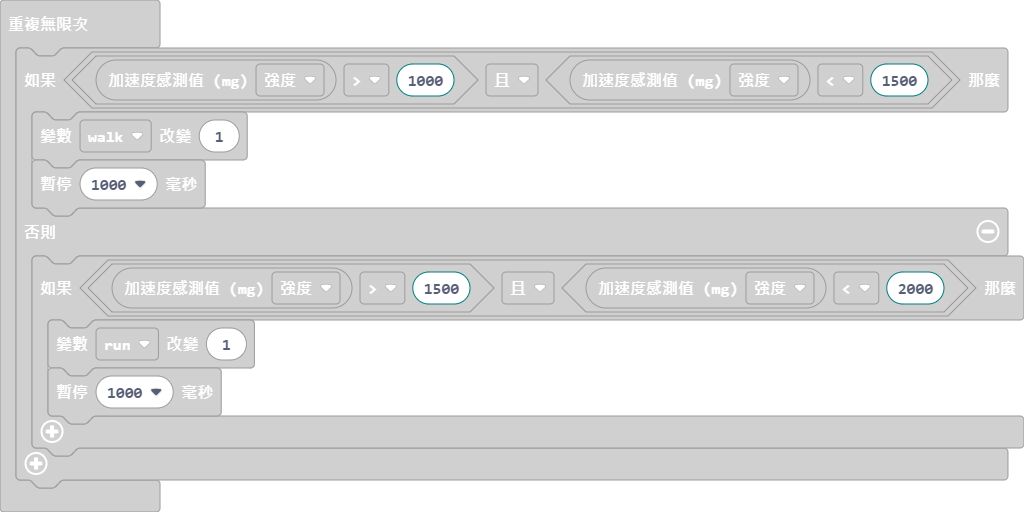 重複無限次
如果 加速度感測值 (mg) 強度 > 1000 且 加速度感測值 (mg) 強度 < 1500 那麼
變數 walk 改變 1
暫停 1000 毫秒
否則
如果 加速度感測值 (mg) 強度 > 1500 且 加速度感測值 (mg) 強度 < 2000 那麼
變數 run 改變 1
暫停 1000 毫秒